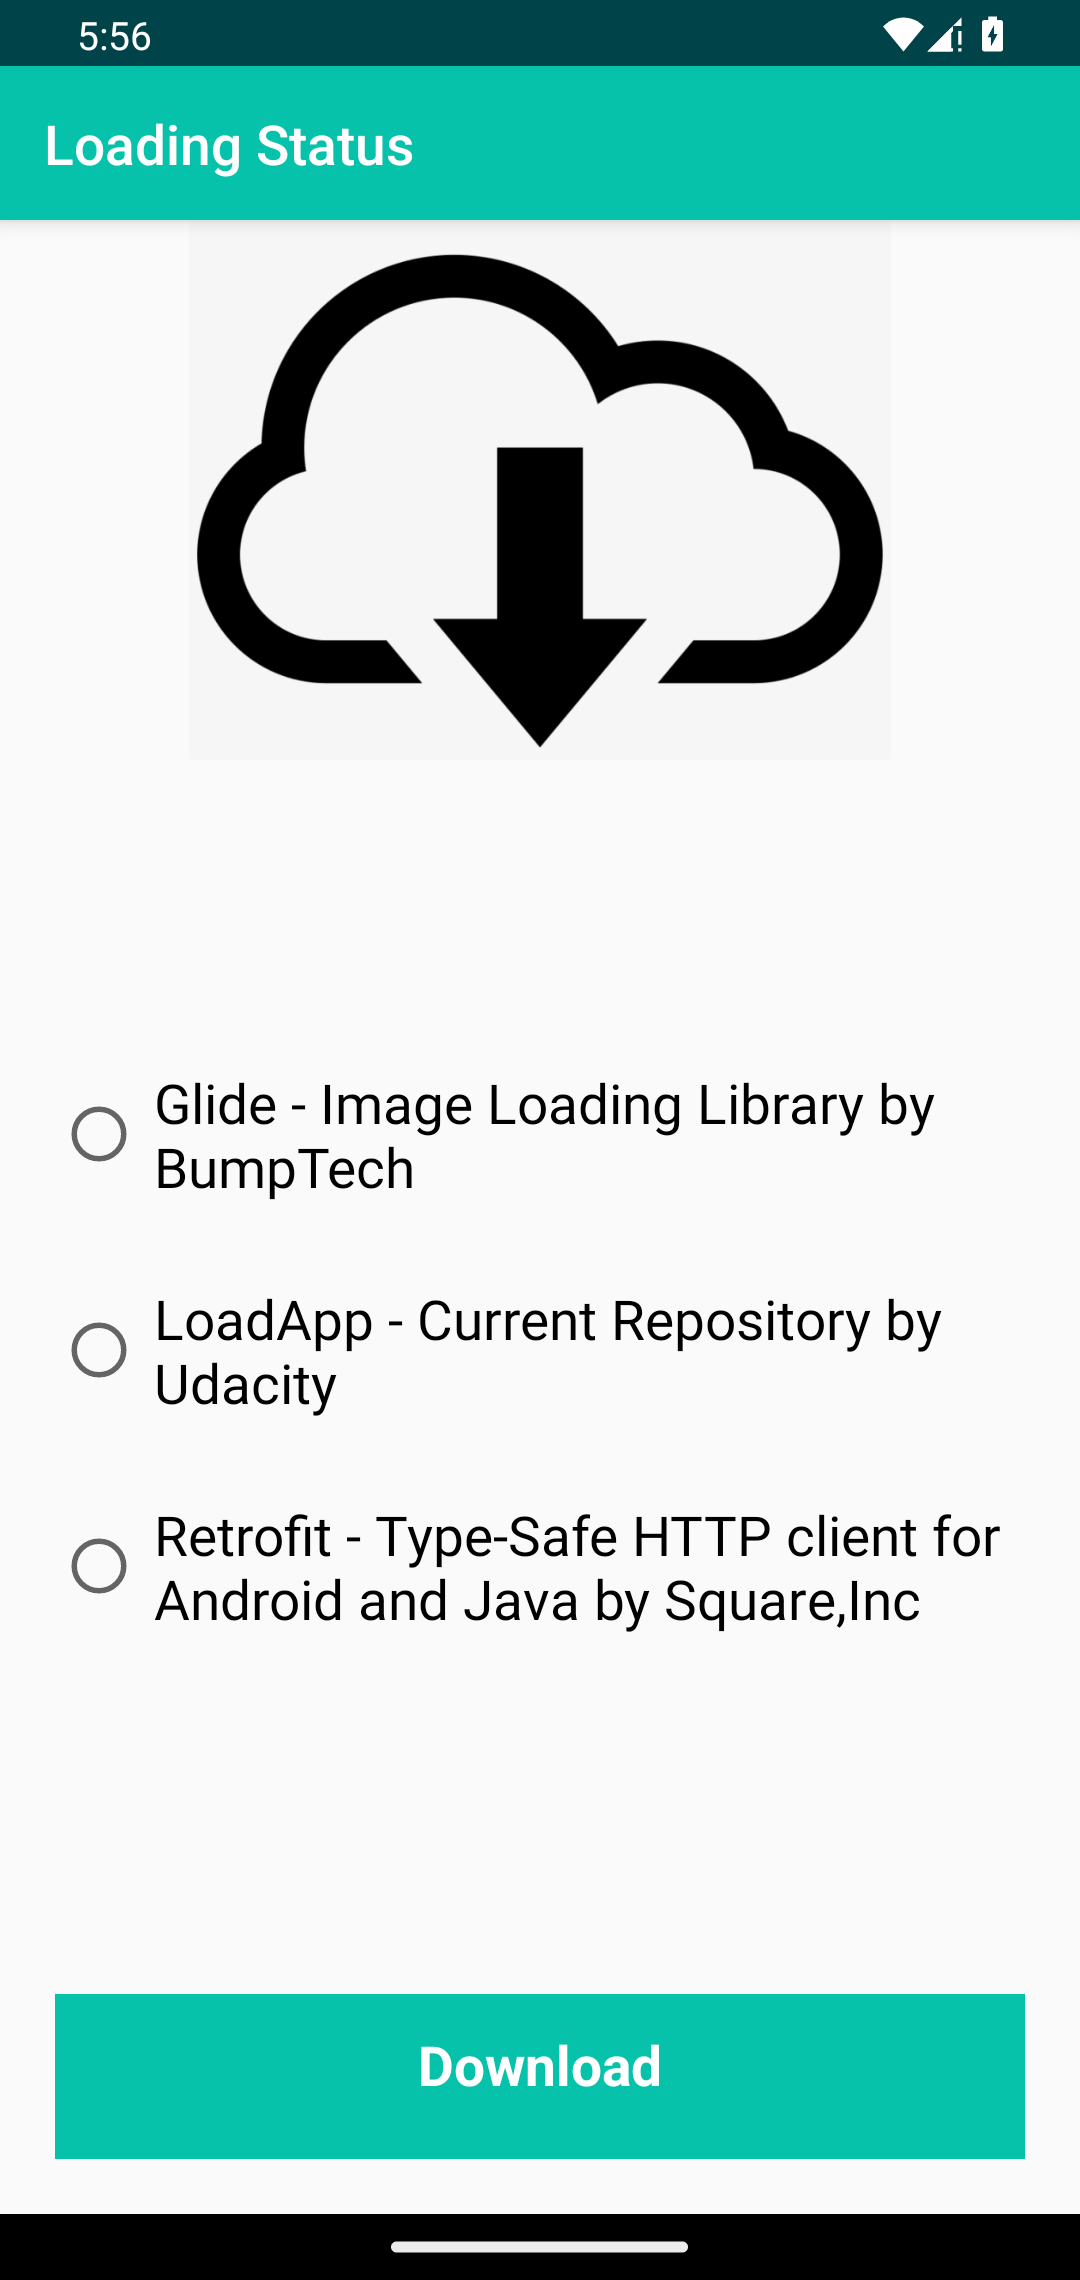 5:56
Loading Status
Glide - Image Loading Library by
BumpTech
LoadApp - Current Repository by
Udacity
Retrofit - Type-Safe HTTP client for
Android and Java by Square,Inc
Download